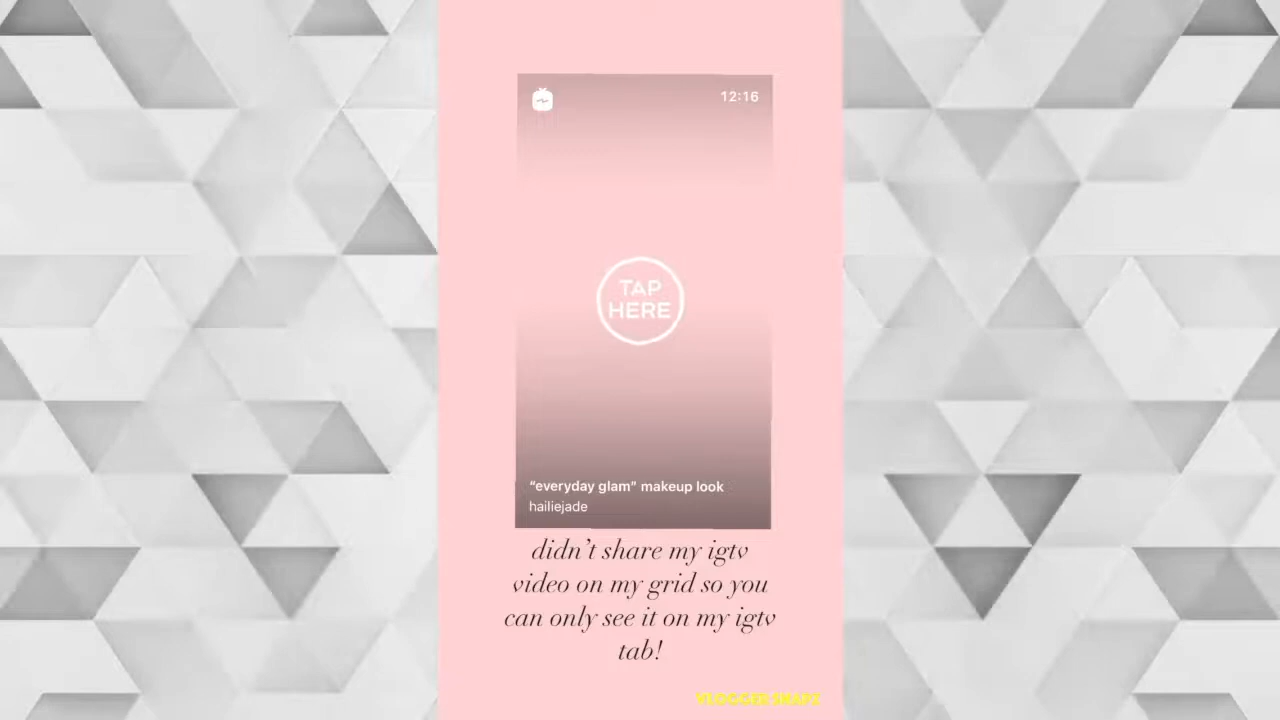 12:16
TAP
HERE
“everyday glam” makeup look
hailiejade
didn’t share my igtv
video on my grid so you
can only see it on my igtv
tab!
VLOGGER.SNAPZ